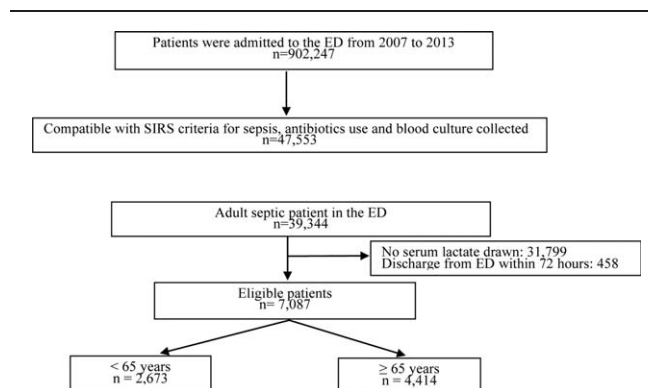 Patients were admitted to the ED from 2007 to 2013
n=902,247
Compatible with SIRS criteria for sepsis, antibiotics use and blood culture collected
n=47,553
Adult septic patient in the ED
n=39,344
No serum lactate drawn: 31,799
Discharge from ED within 72 hours: 458
Eligible patients
n= 7,087
< 65 years
n = 2,673
≥ 65 years
n = 4,414